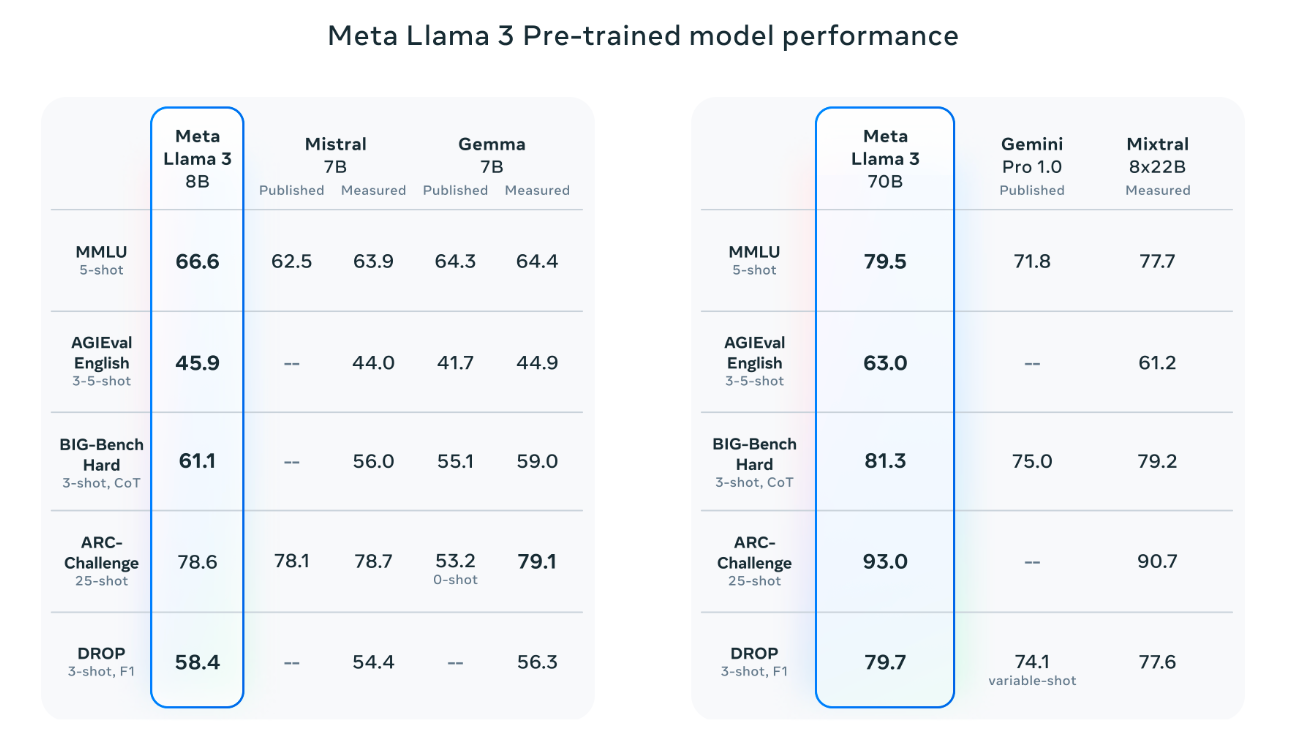 Meta Llama 3 Pre-trained model performance
Meta
Llama 3
8B
Mistral
7B
Published Measured
Gemma
7B
Published Measured
MMLU
5-shot
66.6 62.5 63.9 64.3 64.4
AGIEval
English
3-5-shot
45.9 -- 44.0 41.7 44.9
BIG-Bench
Hard
3-shot, CoT
61.1 -- 56.0 55.1 59.0
ARC-
Challenge
25-shot
78.6 78.1 78.7 53.2 79.1
0-shot
DROP
3-shot, F1
58.4 -- 54.4 -- 56.3
Meta
Llama 3
70B
Gemini
Pro 1.0
Published
Mixtral
8x22B
Measured
MMLU
5-shot
79.5 71.8 77.7
AGIEval
English
3-5-shot
63.0 -- 61.2
BIG-Bench
Hard
3-shot, CoT
81.3 75.0 79.2
ARC-
Challenge
25-shot
93.0 -- 90.7
DROP
3-shot, F1
79.7 74.1 77.6
variable-shot